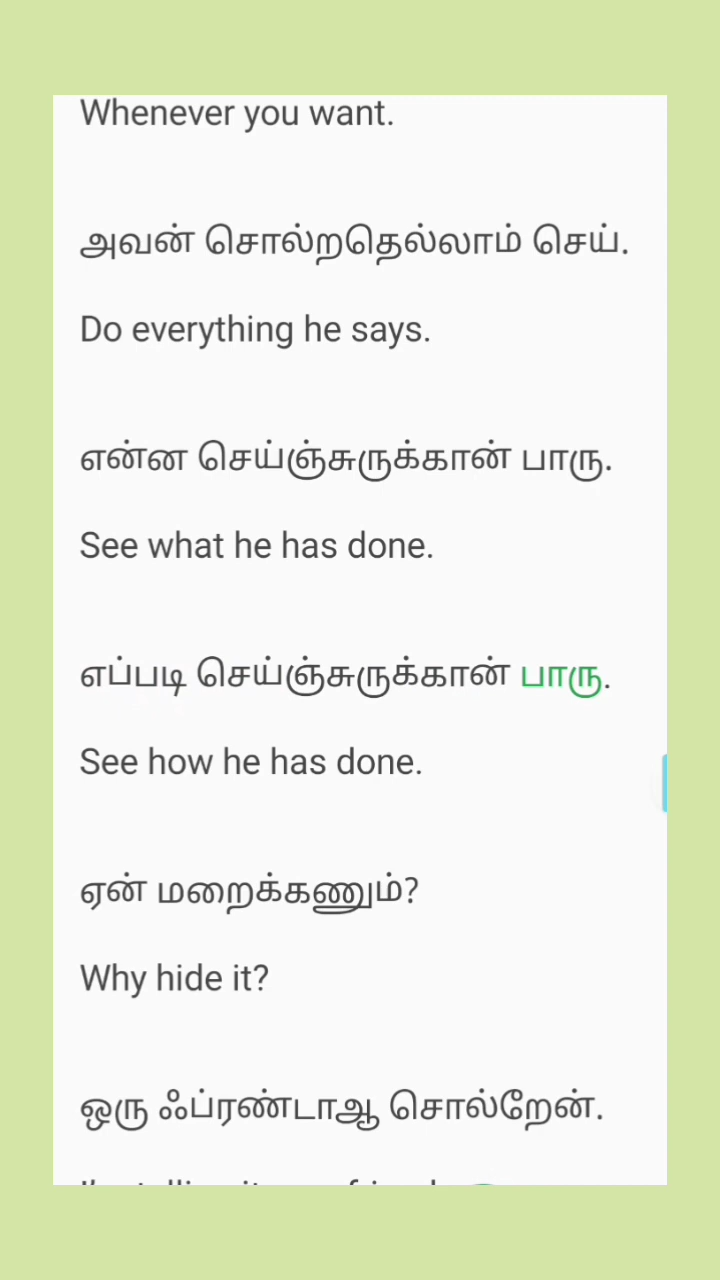 Whenever you want.
அவன் சொல்றதெல்லாம் செய்.
Do everything he says.
என்ன செய்ஞ்சுருக்கான் பாரு.
See what he has done.
எப்படி செய்ஞ்சுருக்கான் பாரு.
See how he has done.
ஏன் மறைக்கணும்?
Why hide it?
ஒரு ஃப்ரண்டாஆ சொல்றேன்.